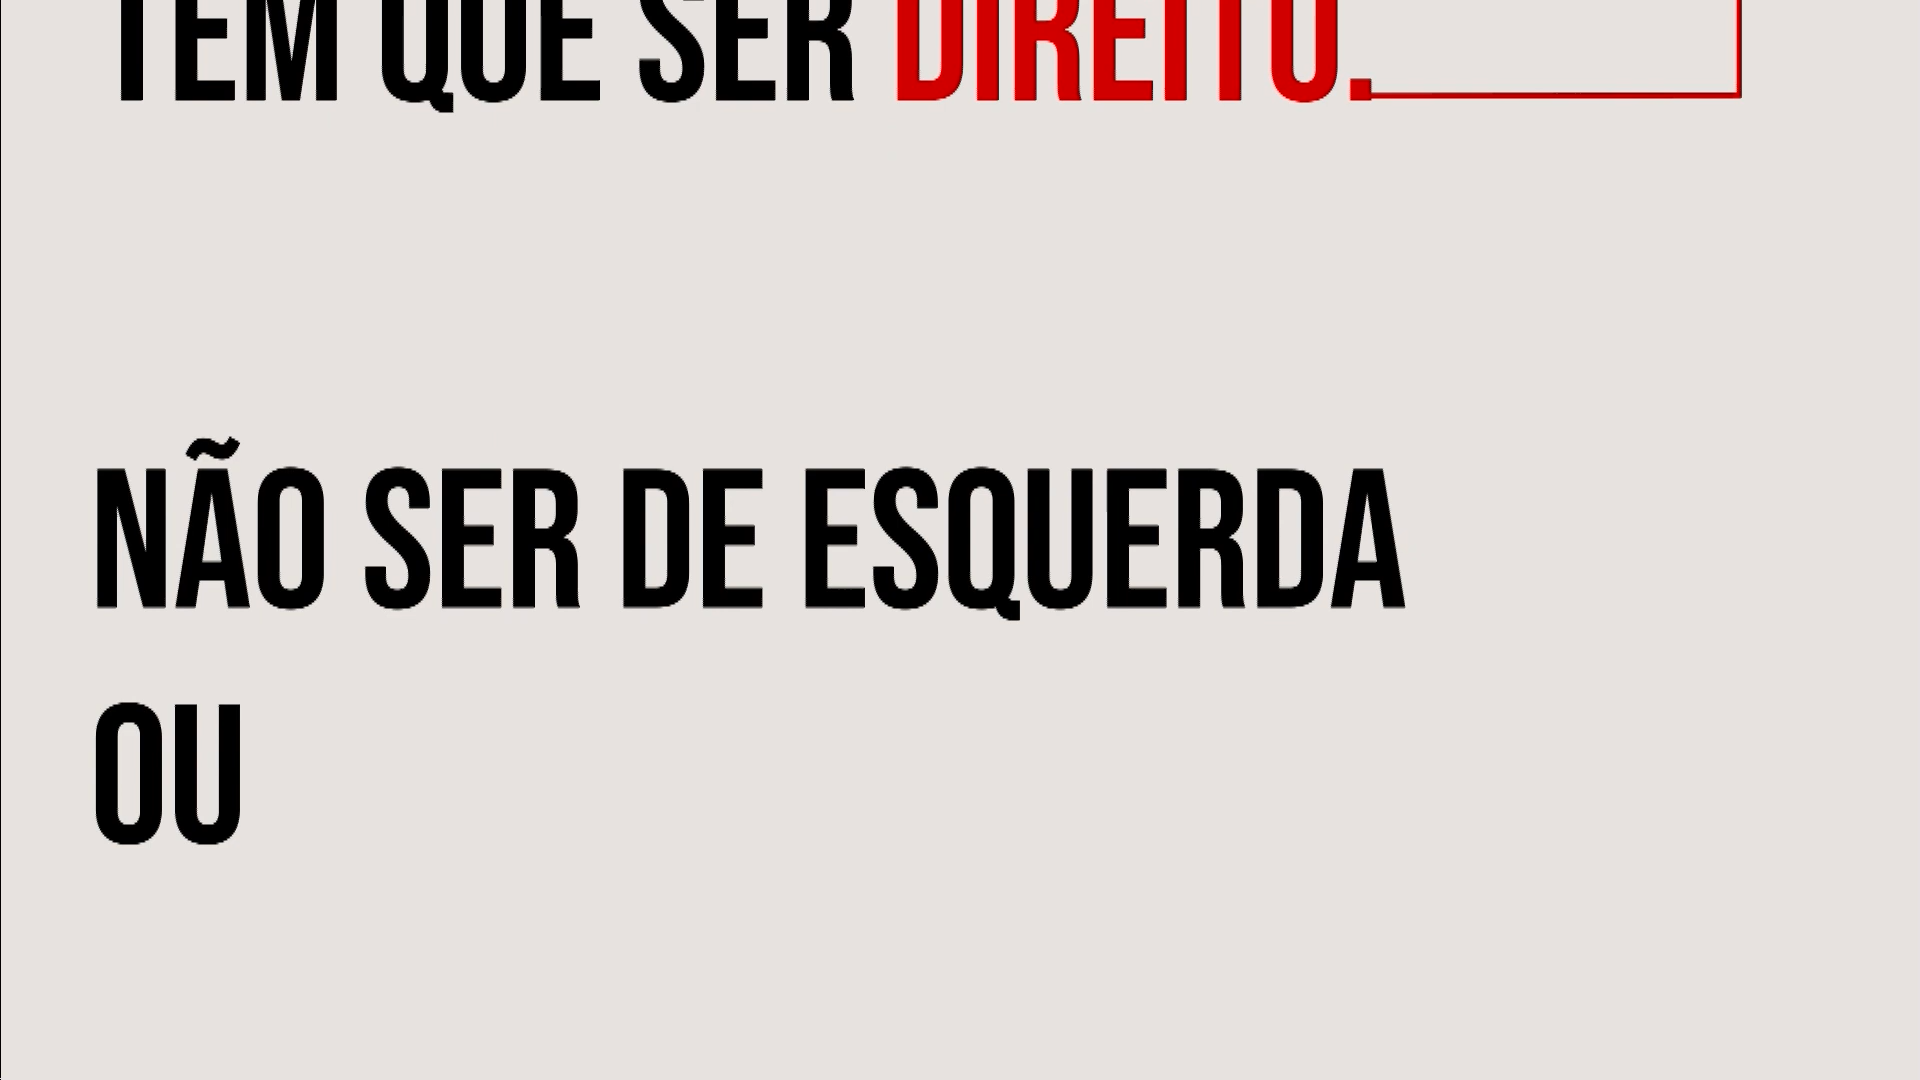 TEM QUE SER DIREITO.
NÃO SER DE ESQUERDA
OU